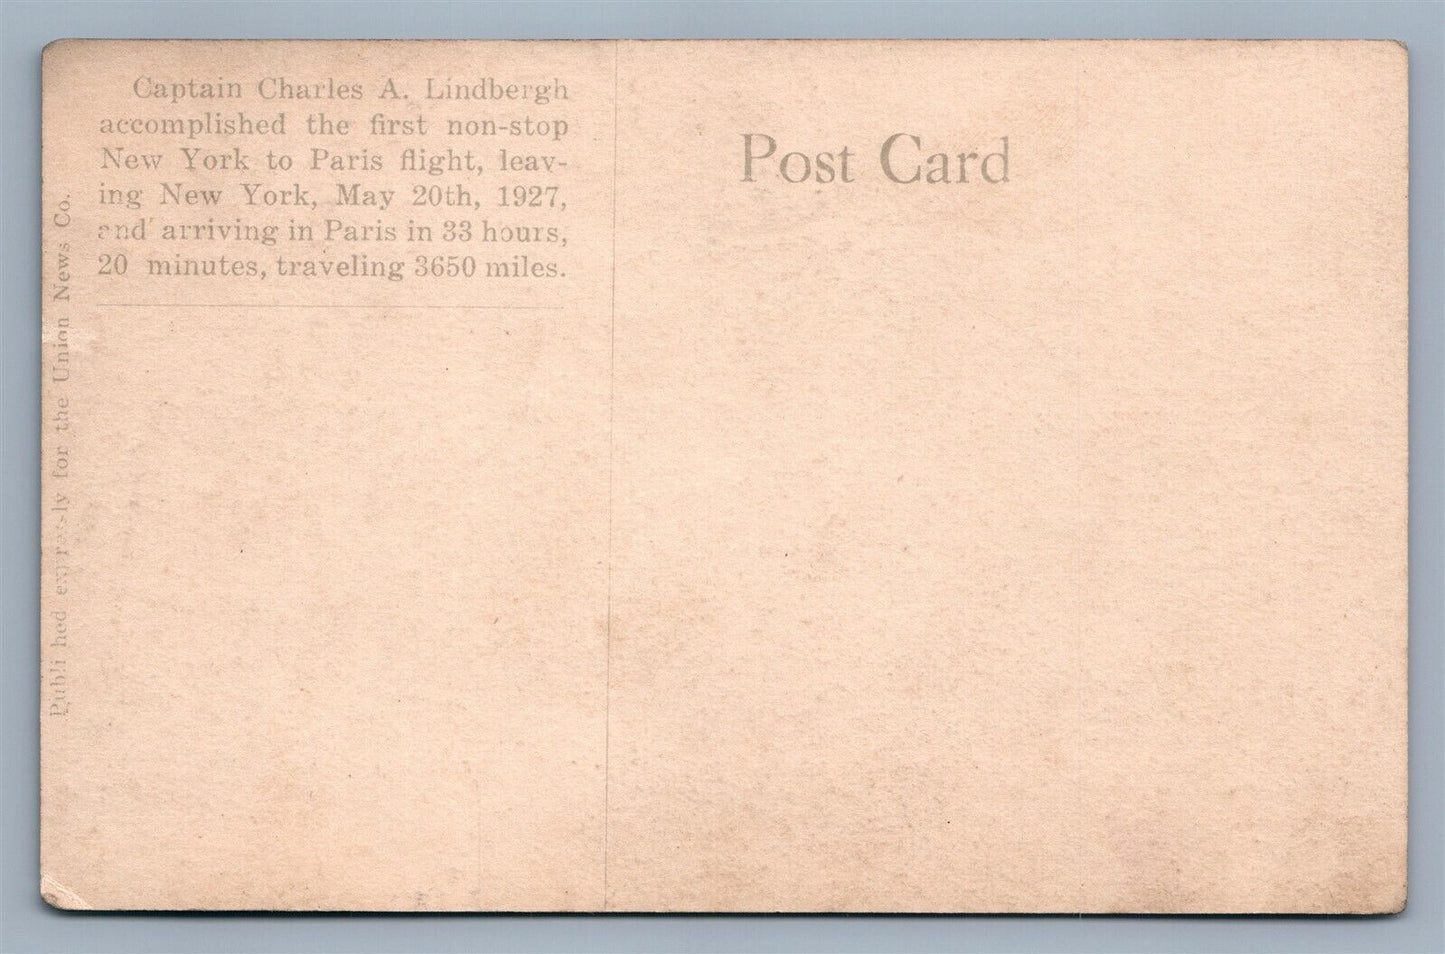 Captain Charles A. Lindbergh
accomplished the first non-stop
New York to Paris flight, leav-
ing New York, May 20th, 1927,
and arriving in Paris in 33 hours,
20 minutes, traveling 3650 miles.
Post Card
Published expressly for the Union News Co.